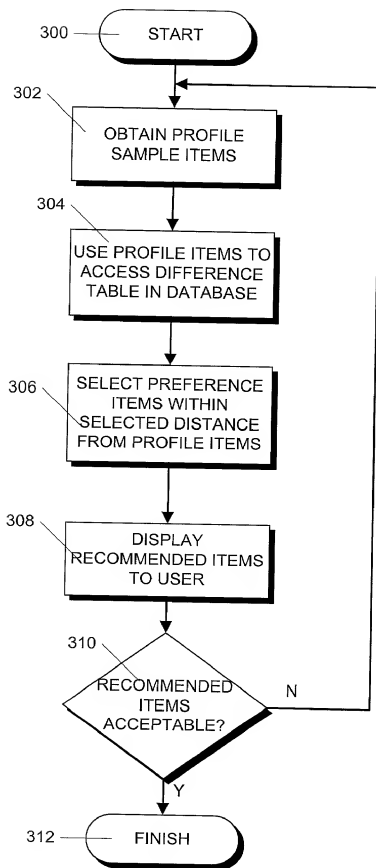 300
START
302
OBTAIN PROFILE
SAMPLE ITEMS
304
USE PROFILE ITEMS TO
ACCESS DIFFERENCE
TABLE IN DATABASE
306
SELECT PREFERENCE
ITEMS WITHIN
SELECTED DISTANCE
FROM PROFILE ITEMS
308
DISPLAY
RECOMMENDED ITEMS
TO USER
310
RECOMMENDED
ITEMS
ACCEPTABLE?
N
Y
312
FINISH